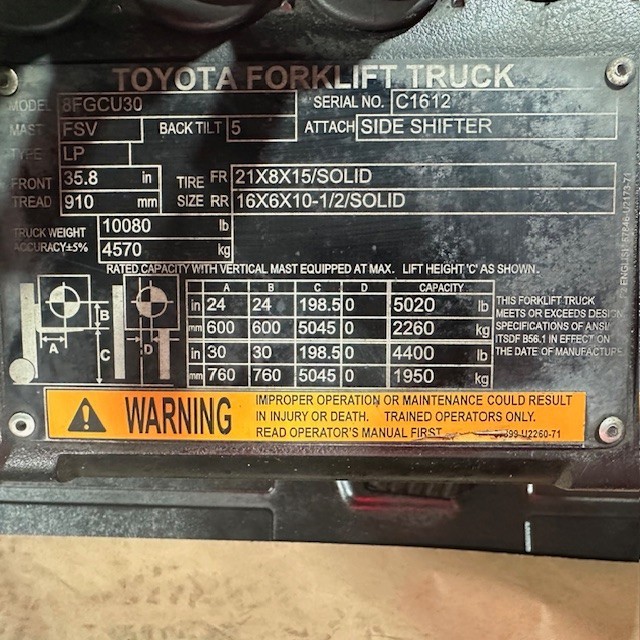 TOYOTA FORKLIFT TRUCK
MODEL 8FGCU30 SERIAL NO. C1612
MAST FSV BACK TILT 5 ATTACH SIDE SHIFTER
TYPE LP
FRONT 35.8 in TIRE FR 21X8X15/SOLID
TREAD 910 mm SIZE RR 16X6X10-1/2/SOLID
TRUCK WEIGHT 10080 lb
ACCURACY±5% 4570 kg
RATED CAPACITY WITH VERTICAL MAST EQUIPPED AT MAX. LIFT HEIGHT 'C' AS SHOWN.
A B C D CAPACITY
in 24 24 198.5 0 5020 lb
mm 600 600 5045 0 2260 kg
in 30 30 198.5 0 4400 lb
mm 760 760 5045 0 1950 kg
A B C D
THIS FORKLIFT TRUCK
MEETS OR EXCEEDS DESIGN
SPECIFICATIONS OF ANSI/
ITSDF B56.1 IN EFFECT ON
THE DATE OF MANUFACTURE
ENGLISH 57646-U2173-71
WARNING
IMPROPER OPERATION OR MAINTENANCE COULD RESULT
IN INJURY OR DEATH. TRAINED OPERATORS ONLY.
READ OPERATOR'S MANUAL FIRST